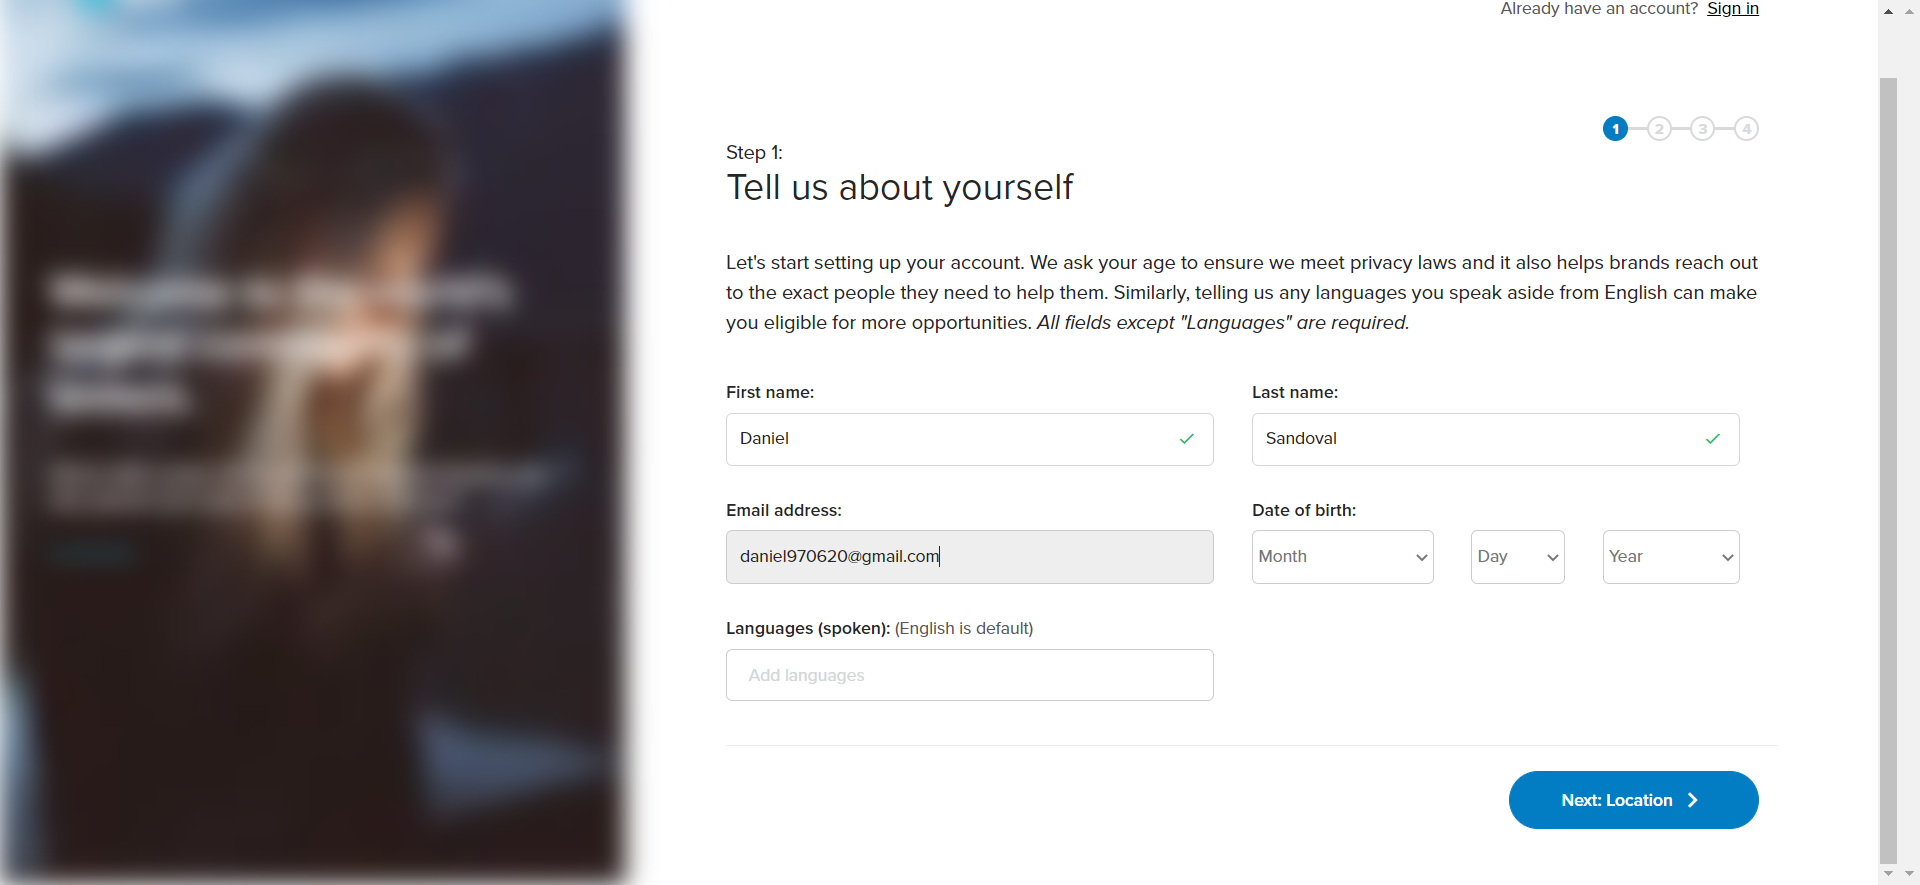 Already have an account? Sign in
1 2 3 4
Step 1:
Tell us about yourself
Let's start setting up your account. We ask your age to ensure we meet privacy laws and it also helps brands reach out
to the exact people they need to help them. Similarly, telling us any languages you speak aside from English can make
you eligible for more opportunities. All fields except "Languages" are required.
First name:
Last name:
Daniel
Sandoval
Email address:
Date of birth:
daniel970620@gmail.com
Month
Day
Year
Languages (spoken): (English is default)
Add languages
Next: Location